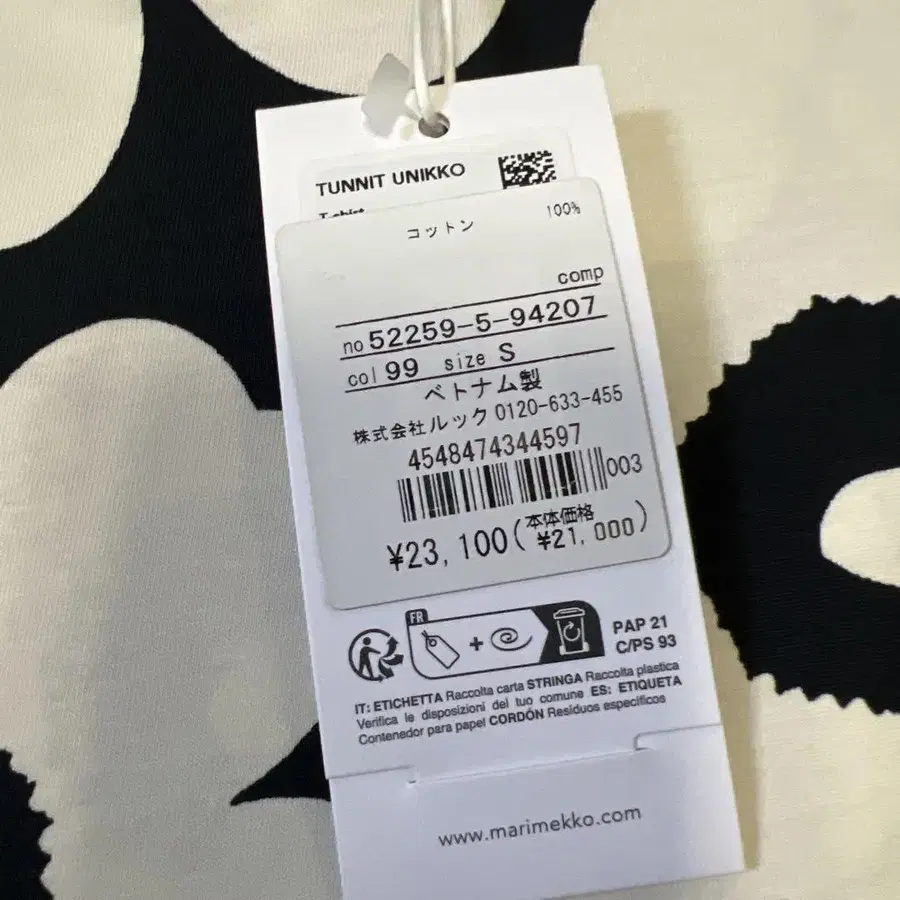 TUNNIT UNIKKO
T-shirt
コットン 100%
comp
no 52259-5-94207
col 99 size S
ベトナム製
株式会社ルック 0120-633-455
4548474344597
003
¥23,100(本体価格 ¥21,000)
FR
+
PAP 21
C/PS 93
IT: ETICHETTA Raccolta carta STRINGA Raccolta plastica
Verifica le disposizioni del tuo comune ES: ETIQUETA
Contenedor para papel CORDÓN Residuos específicos
www.marimekko.com